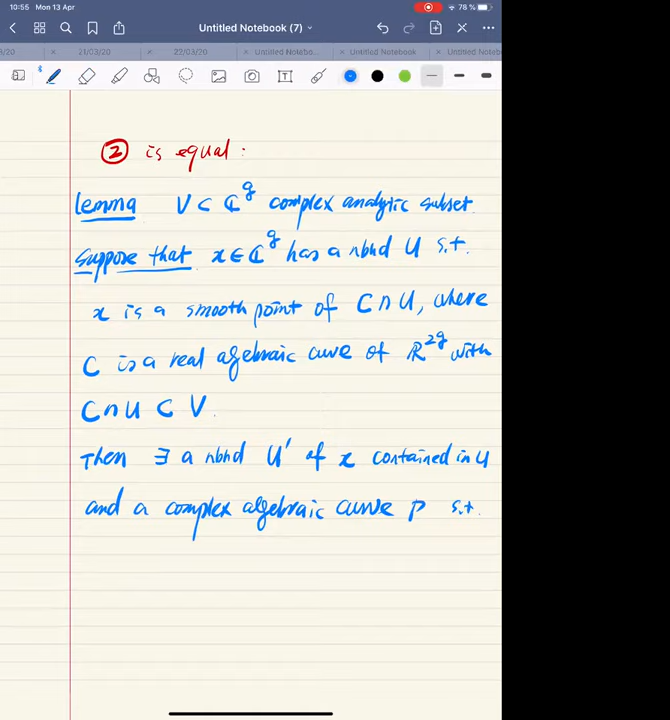 10:55 Mon 13 Apr
78 %
Untitled Notebook (7)
21/03/20
22/03/20
Untitled Notebo...
Untitled Notebook
Untitled Noteb
② is equal:
lemma V ⊂ ℂ^g complex analytic subset.
Suppose that x ∈ ℂ^g has a nbhd U s.t.
x is a smooth point of C ∩ U, where
C is a real algebraic curve of ℝ^{2g} with
C ∩ U ⊂ V.
Then ∃ a nbhd U' of x contained in U
and a complex algebraic curve P s.t.